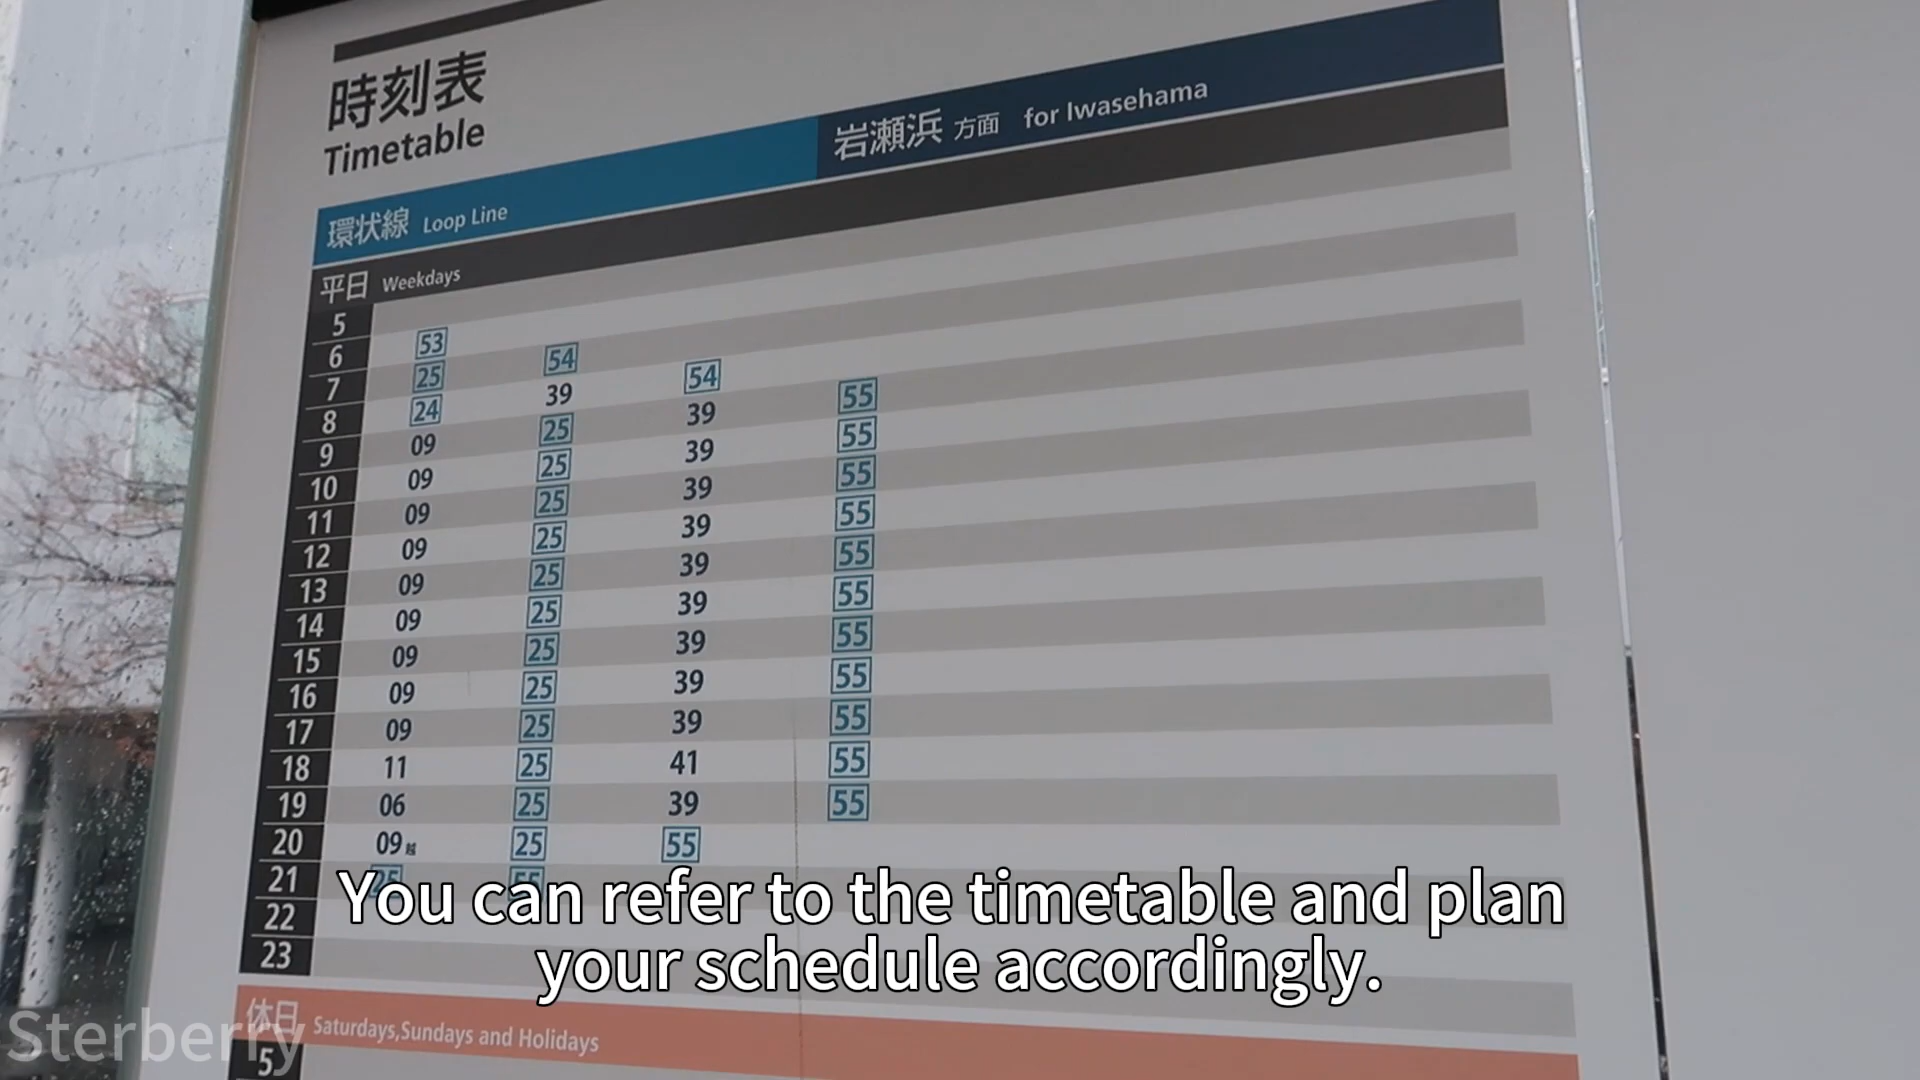 時刻表
Timetable
環状線 Loop Line 岩瀬浜 方面 for Iwasehama
平日 Weekdays
5
6 53
7 25 54
8 24 39 54
9 09 25 39 55
10 09 25 39 55
11 09 25 39 55
12 09 25 39 55
13 09 25 39 55
14 09 25 39 55
15 09 25 39 55
16 09 25 39 55
17 09 25 39 55
18 11 25 41 55
19 06 25 39 55
20 09越 25 55
21 25 55
22
23
You can refer to the timetable and plan
your schedule accordingly.
休日 Saturdays,Sundays and Holidays
5
Sterberry